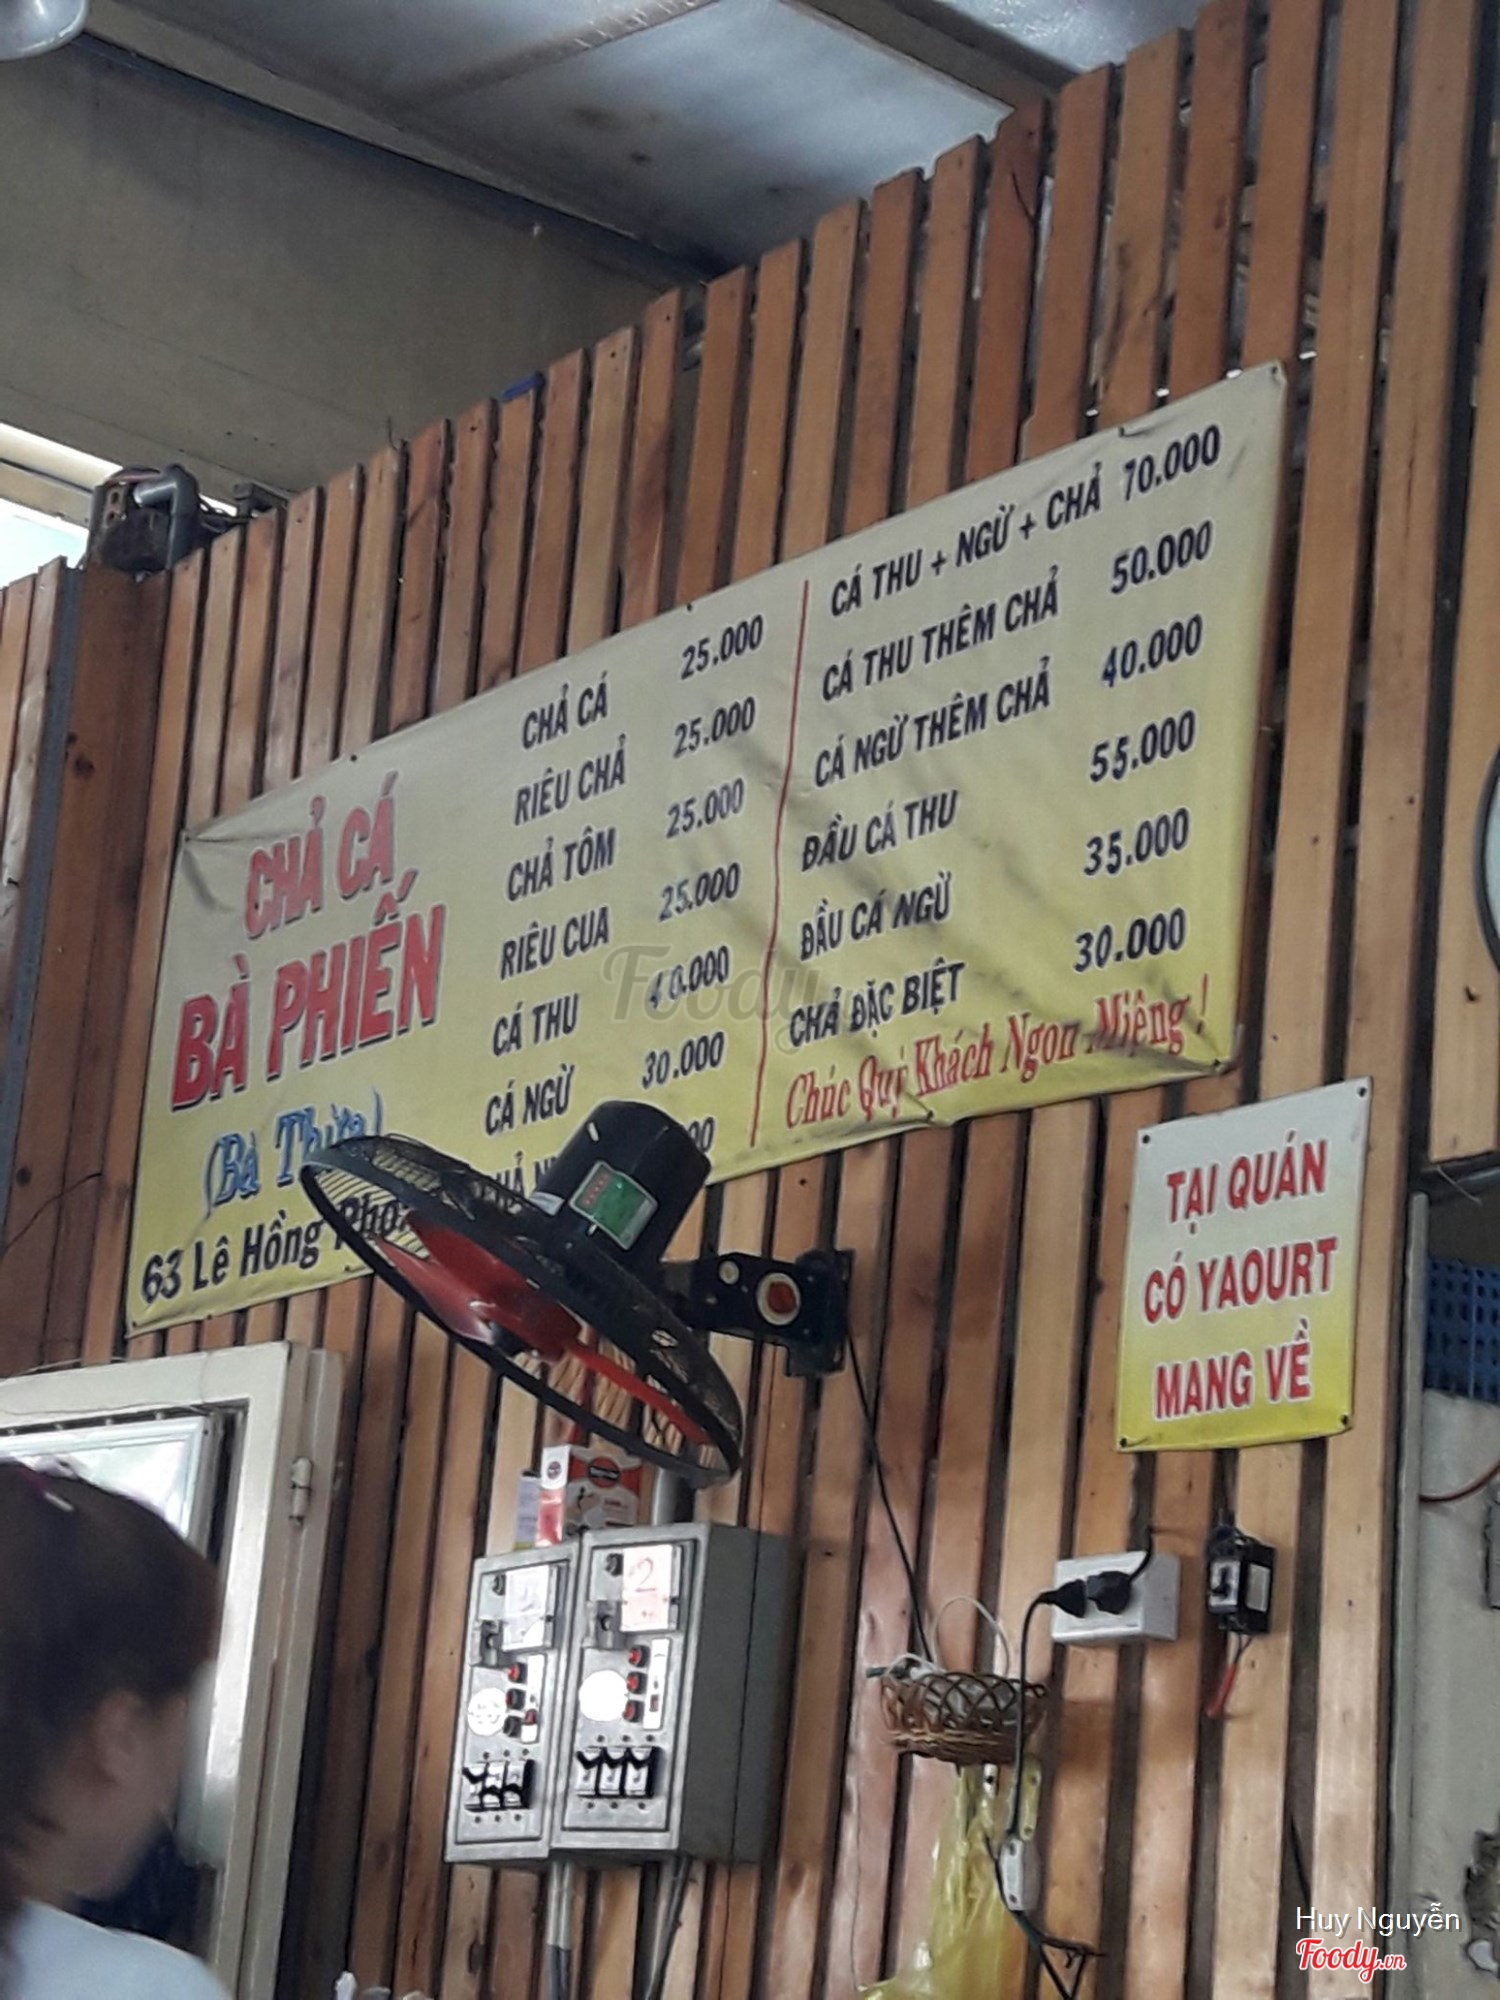 CHẢ CÁ
BÀ PHIẾN
(Bà Thừa)
63 Lê Hồng
CHẢ CÁ 25.000
RIÊU CHẢ 25.000
CHẢ TÔM 25.000
RIÊU CUA 25.000
CÁ THU 40.000
CÁ NGỪ 30.000
CÁ THU + NGỪ + CHẢ 70.000
CÁ THU THÊM CHẢ 50.000
CÁ NGỪ THÊM CHẢ 40.000
ĐẦU CÁ THU 55.000
ĐẦU CÁ NGỪ 35.000
CHẢ ĐẶC BIỆT 30.000
Chúc Quý Khách Ngon Miệng !
TẠI QUÁN
CÓ YAOURT
MANG VỀ
2
Foody.vn
Huy Nguyễn
Foody.vn